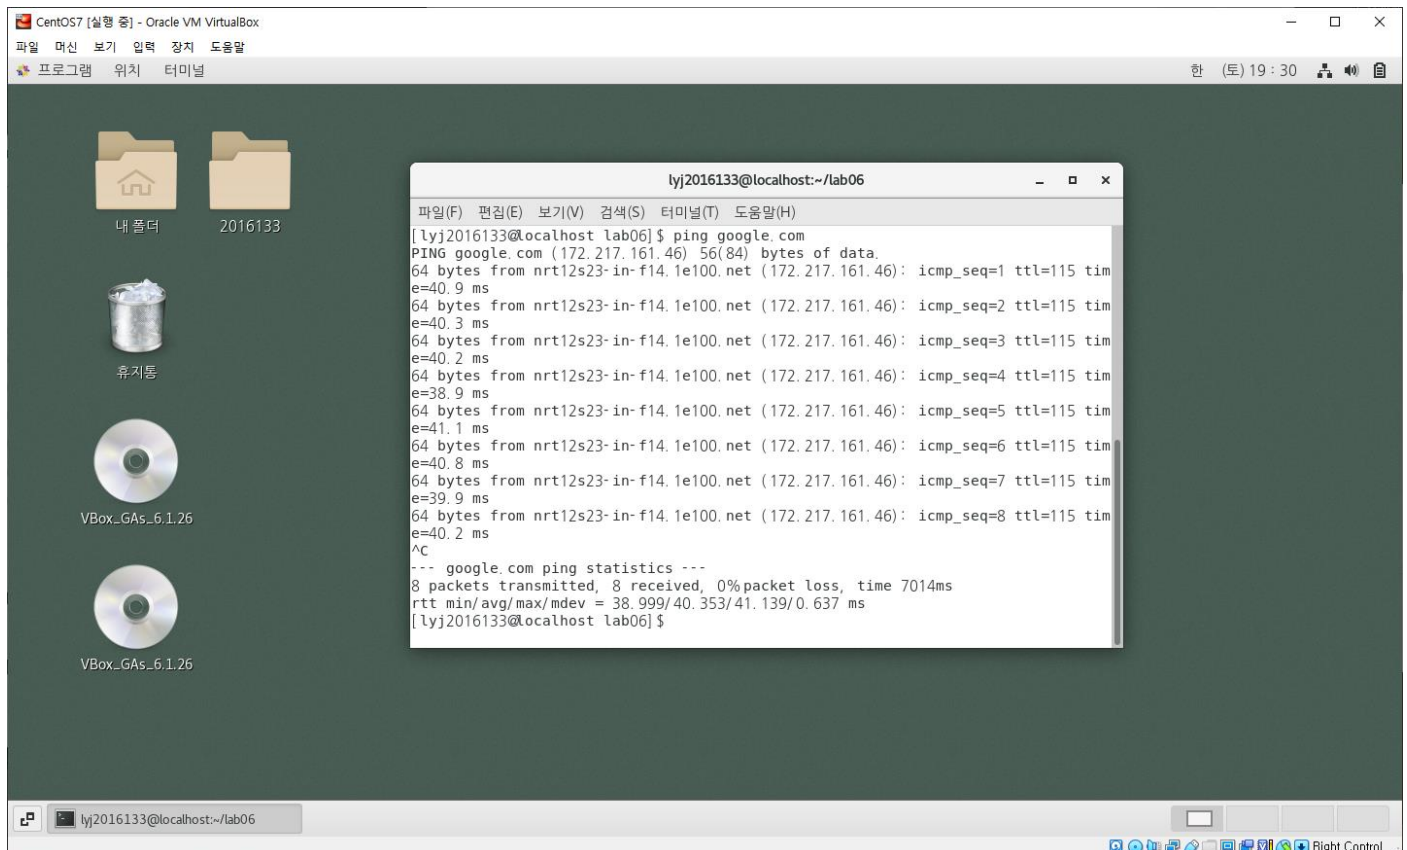 CentOS7 [실행 중] - Oracle VM VirtualBox
파일 머신 보기 입력 장치 도움말
프로그램 위치 터미널 한 (토) 19 : 30
내 폴더 2016133
휴지통
VBox_GAs_6.1.26
VBox_GAs_6.1.26
lyj2016133@localhost:~/lab06
파일(F) 편집(E) 보기(V) 검색(S) 터미널(T) 도움말(H)
[lyj2016133@localhost lab06]$ ping google.com
PING google.com (172.217.161.46) 56(84) bytes of data.
64 bytes from nrt12s23-in-f14.1e100.net (172.217.161.46): icmp_seq=1 ttl=115 tim
e=40.9 ms
64 bytes from nrt12s23-in-f14.1e100.net (172.217.161.46): icmp_seq=2 ttl=115 tim
e=40.3 ms
64 bytes from nrt12s23-in-f14.1e100.net (172.217.161.46): icmp_seq=3 ttl=115 tim
e=40.2 ms
64 bytes from nrt12s23-in-f14.1e100.net (172.217.161.46): icmp_seq=4 ttl=115 tim
e=38.9 ms
64 bytes from nrt12s23-in-f14.1e100.net (172.217.161.46): icmp_seq=5 ttl=115 tim
e=41.1 ms
64 bytes from nrt12s23-in-f14.1e100.net (172.217.161.46): icmp_seq=6 ttl=115 tim
e=40.8 ms
64 bytes from nrt12s23-in-f14.1e100.net (172.217.161.46): icmp_seq=7 ttl=115 tim
e=39.9 ms
64 bytes from nrt12s23-in-f14.1e100.net (172.217.161.46): icmp_seq=8 ttl=115 tim
e=40.2 ms
^C
--- google.com ping statistics ---
8 packets transmitted, 8 received, 0% packet loss, time 7014ms
rtt min/avg/max/mdev = 38.999/40.353/41.139/0.637 ms
[lyj2016133@localhost lab06]$
lyj2016133@localhost:~/lab06
Right Control